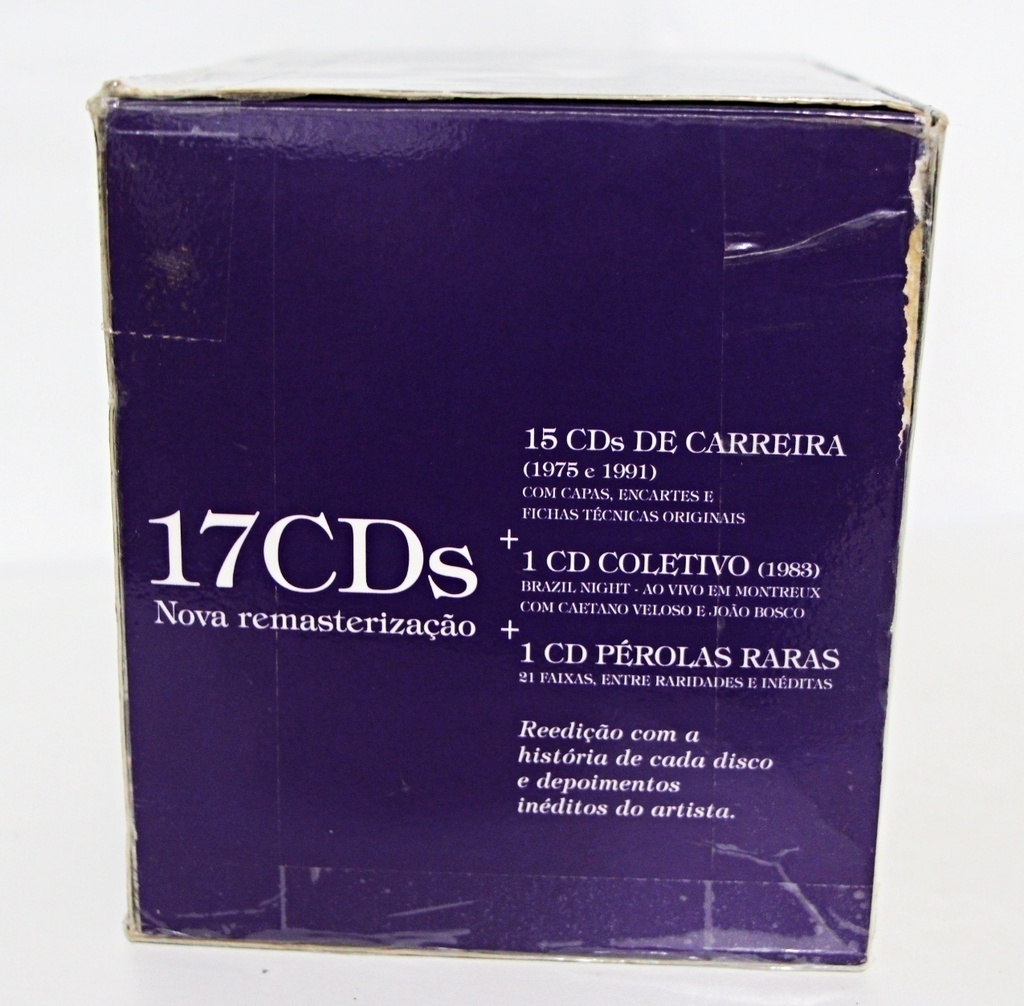 17CDs
Nova remasterização
15 CDs DE CARREIRA
(1975 e 1991)
COM CAPAS, ENCARTES E
FICHAS TÉCNICAS ORIGINAIS
+
1 CD COLETIVO (1983)
BRAZIL NIGHT - AO VIVO EM MONTREUX
COM CAETANO VELOSO E JOÃO BOSCO
+
1 CD PÉROLAS RARAS
21 FAIXAS, ENTRE RARIDADES E INÉDITAS
Reedição com a
história de cada disco
e depoimentos
inéditos do artista.